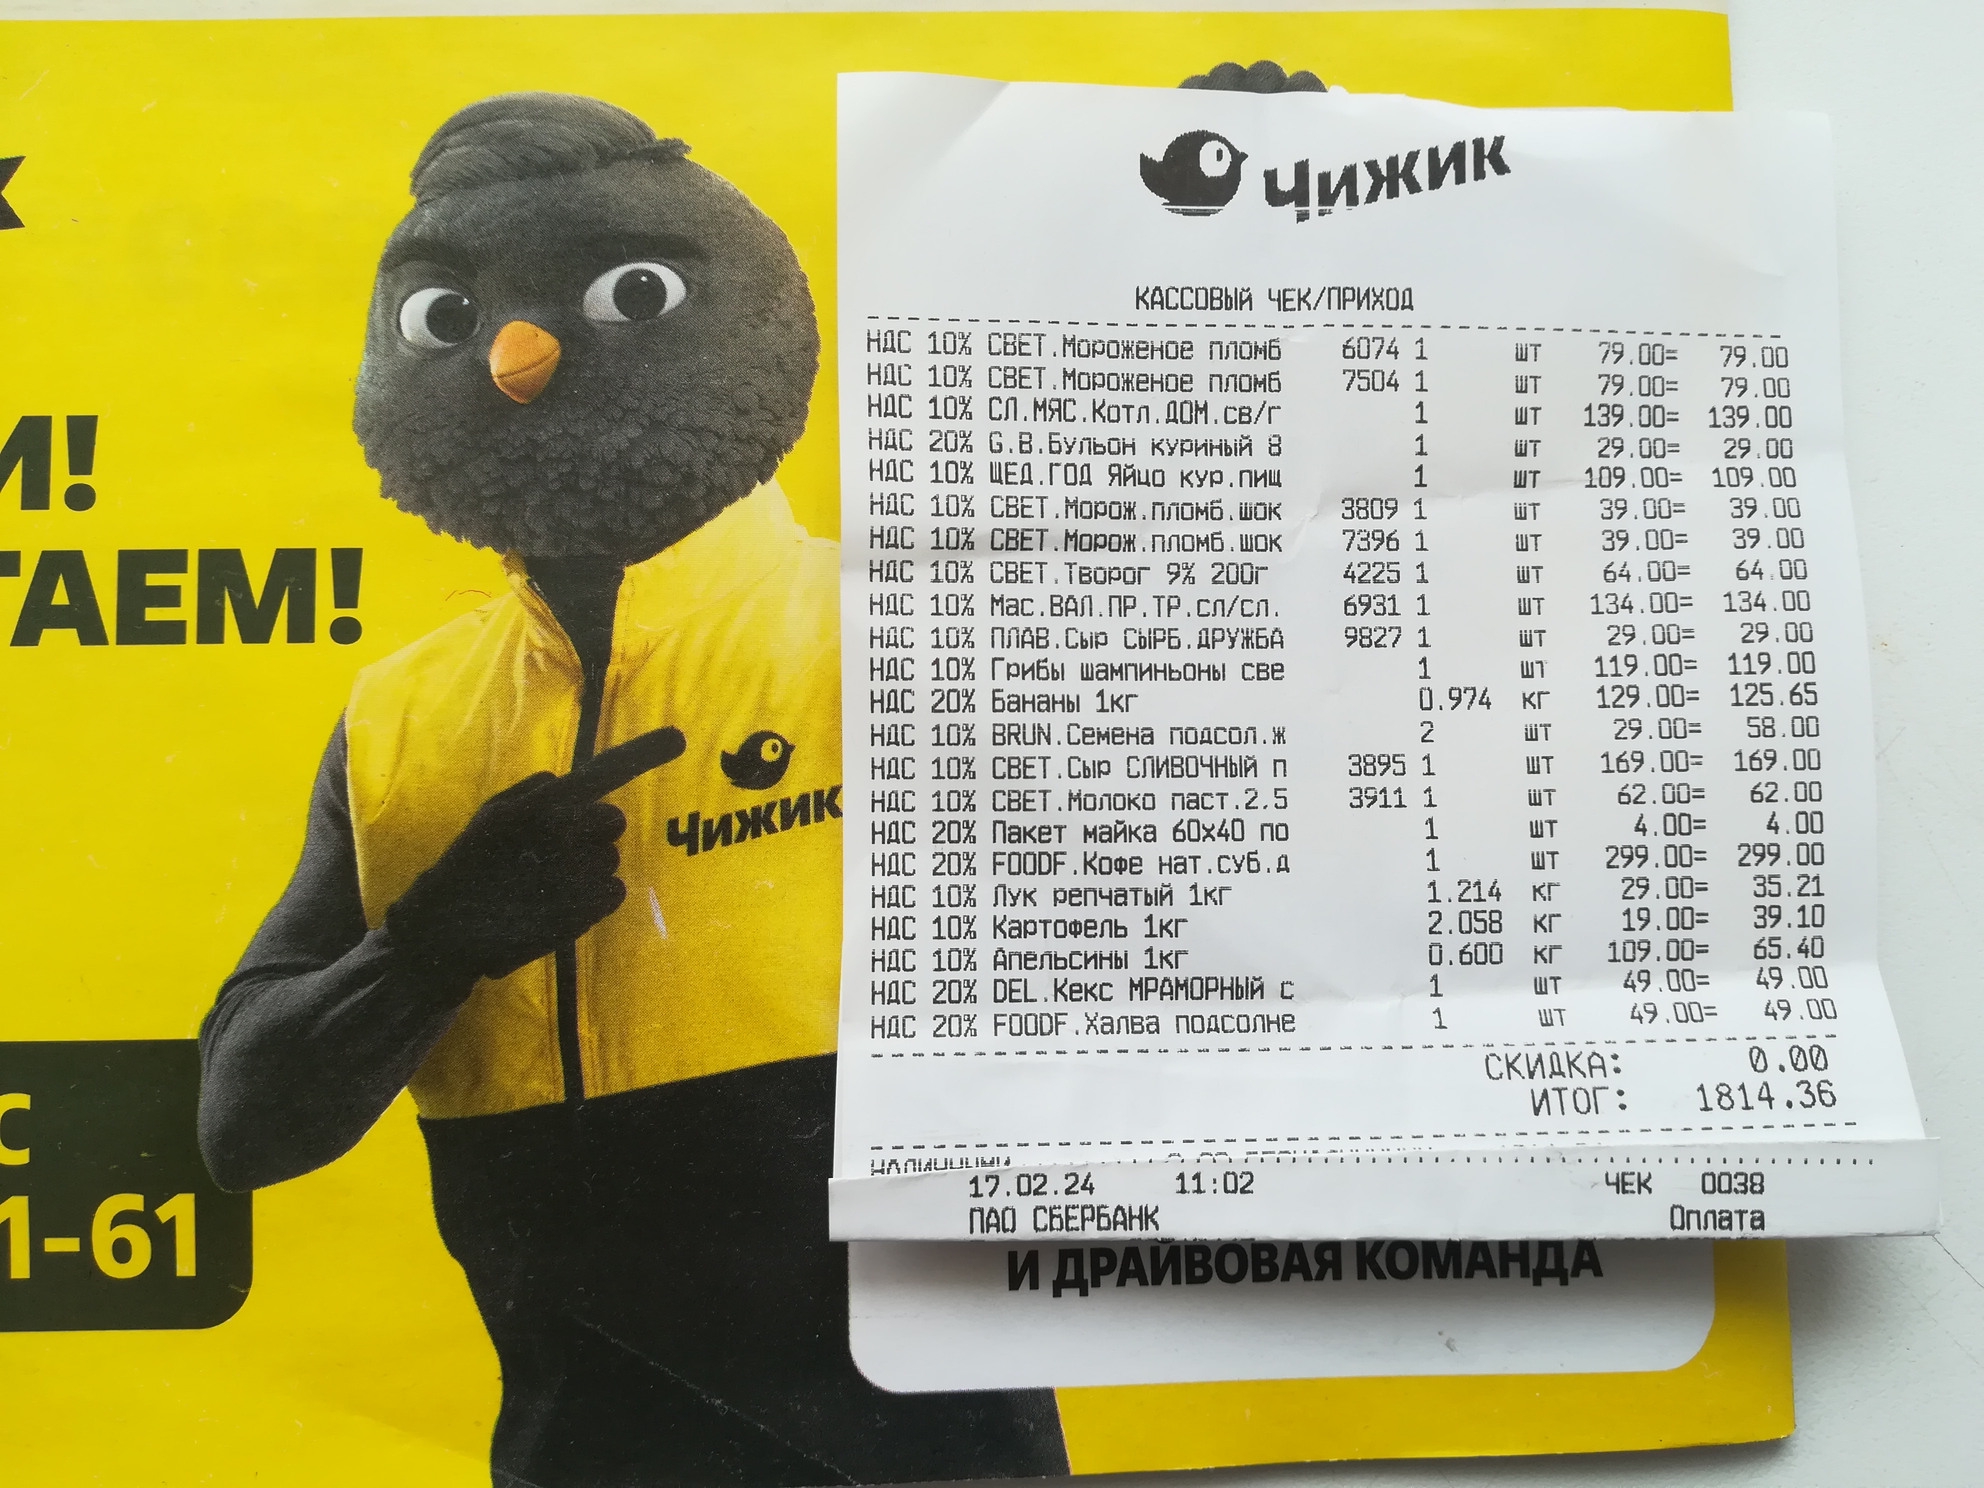 И!
ТАЕМ!
С
1-61
Чижик
Чижик
КАССОВЫЙ ЧЕК/ПРИХОД
НДС 10% СВЕТ.Мороженое пломб 6074 1 шт 79.00= 79.00
НДС 10% СВЕТ.Мороженое пломб 7504 1 шт 79.00= 79.00
НДС 10% СЛ.МЯС.Котл.ДОМ.св/г 1 шт 139.00= 139.00
НДС 20% G.B.Бульон куриный 8 1 шт 29.00= 29.00
НДС 10% ЩЕД.ГОД Яйцо кур.пищ 1 шт 109.00= 109.00
НДС 10% СВЕТ.Морож.пломб.шок 3809 1 шт 39.00= 39.00
НДС 10% СВЕТ.Морож.пломб.шок 7396 1 шт 39.00= 39.00
НДС 10% СВЕТ.Творог 9% 200г 4225 1 шт 64.00= 64.00
НДС 10% Мас.ВАЛ.ПР.ТР.сл/сл. 6931 1 шт 134.00= 134.00
НДС 10% ПЛАВ.Сыр СЫРБ.ДРУЖБА 9827 1 шт 29.00= 29.00
НДС 10% Грибы шампиньоны све 1 шт 119.00= 119.00
НДС 20% Бананы 1кг 0.974 кг 129.00= 125.65
НДС 10% BRUN.Семена подсол.ж 2 шт 29.00= 58.00
НДС 10% СВЕТ.Сыр СЛИВОЧНЫЙ п 3895 1 шт 169.00= 169.00
НДС 10% СВЕТ.Молоко паст.2.5 3911 1 шт 62.00= 62.00
НДС 20% Пакет майка 60х40 по 1 шт 4.00= 4.00
НДС 20% FOODF.Кофе нат.суб.д 1 шт 299.00= 299.00
НДС 10% Лук репчатый 1кг 1.214 кг 29.00= 35.21
НДС 10% Картофель 1кг 2.058 кг 19.00= 39.10
НДС 10% Апельсины 1кг 0.600 кг 109.00= 65.40
НДС 20% DEL.Кекс МРАМОРНЫЙ с 1 шт 49.00= 49.00
НДС 20% FOODF.Халва подсолне 1 шт 49.00= 49.00
СКИДКА: 0.00
ИТОГ: 1814.36
17.02.24 11:02 ЧЕК 0038
ПАО СБЕРБАНК Оплата
И ДРАЙВОВАЯ КОМАНДА